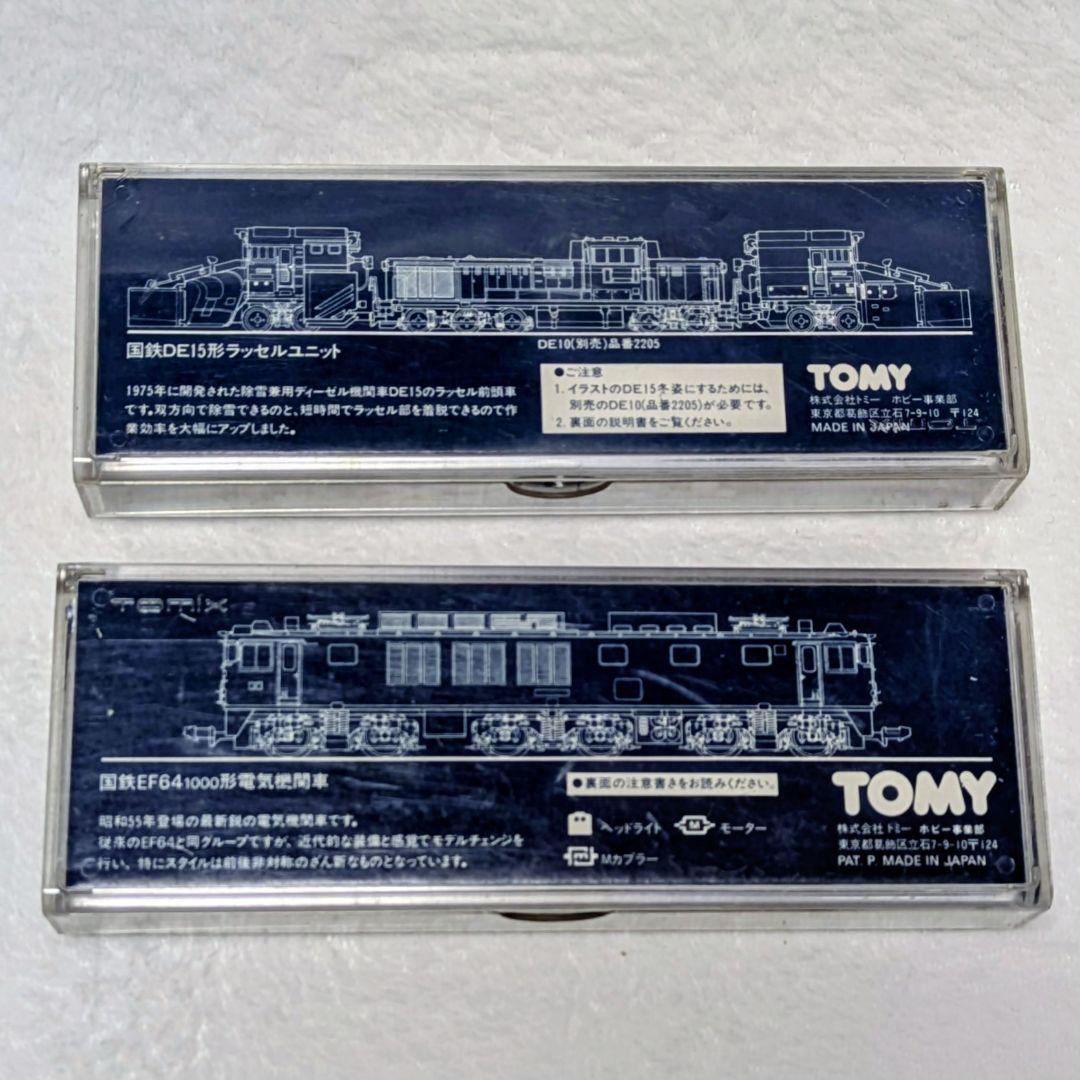 DE10(別売)品番2205
国鉄DE15形ラッセルユニット
1975年に開発された除雪兼用ディーゼル機関車DE15のラッセル前頭車
です。双方向で除雪できるのと、短時間でラッセル部を着脱できるので作
業効率を大幅にアップしました。
●ご注意
1. イラストのDE15冬姿にするためには、
別売のDE10(品番2205)が必要です。
2. 裏面の説明書をご覧ください。
TOMY
株式会社トミー ホビー事業部
東京都葛飾区立石7-9-10 〒124
MADE IN JAPAN
TOMIX
国鉄EF641000形電気機関車
昭和55年登場の最新鋭の電気機関車です。
従来のEF64と同グループですが、近代的な装備と感覚でモデルチェンジを
行い、特にスタイルは前後非対称のざん新なものとなっています。
●裏面の注意書きをお読みください。
ヘッドライト M モーター
Mカプラー
TOMY
株式会社トミー ホビー事業部
東京都葛飾区立石7-9-10〒124
PAT. P. MADE IN JAPAN